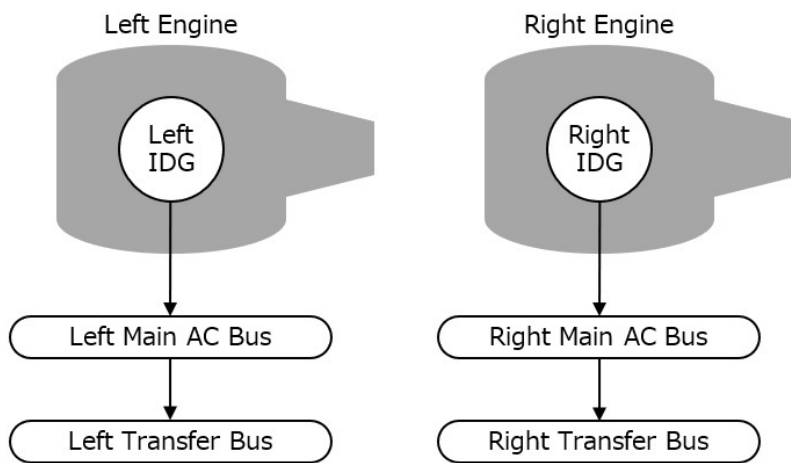 Left Engine
Right Engine
Left
IDG
Right
IDG
Left Main AC Bus
Right Main AC Bus
Left Transfer Bus
Right Transfer Bus